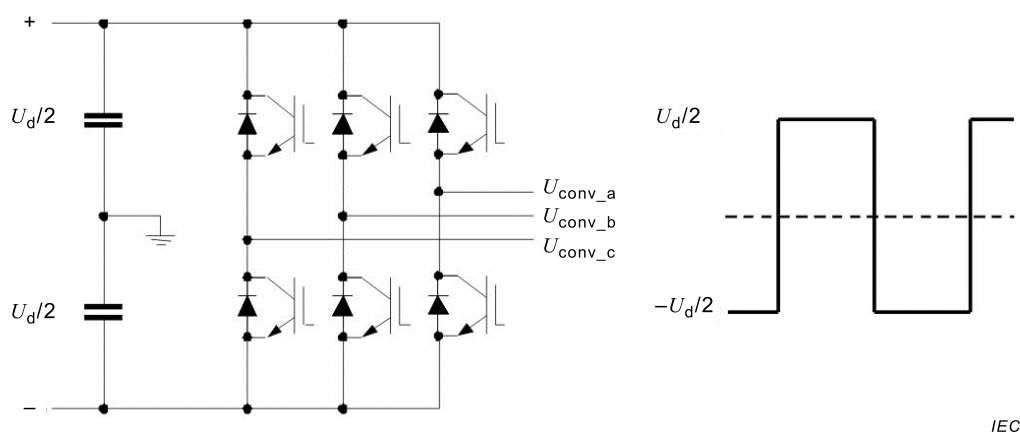 +
U_d/2
U_d/2
–
U_conv_a
U_conv_b
U_conv_c
U_d/2
–U_d/2
IEC